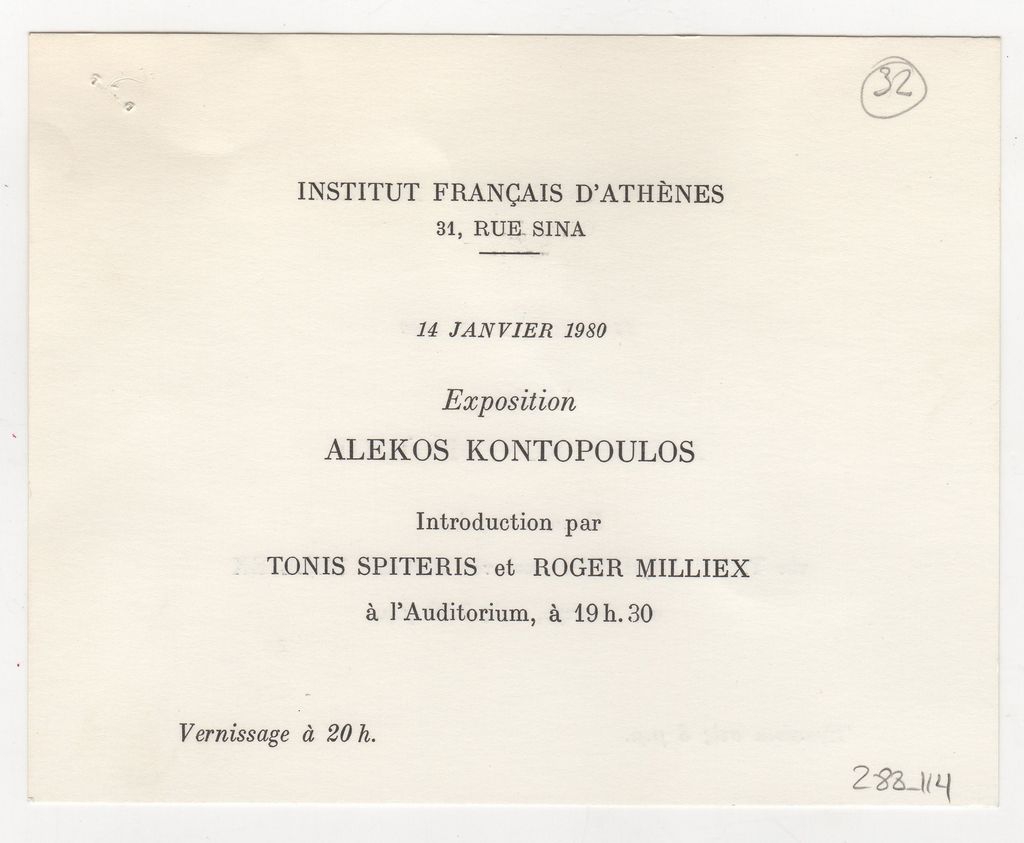 32
INSTITUT FRANÇAIS D'ATHÈNES
31, RUE SINA
14 JANVIER 1980
Exposition
ALEKOS KONTOPOULOS
Introduction par
TONIS SPITERIS et ROGER MILLIEX
à l'Auditorium, à 19 h. 30
Vernissage à 20 h.
288_114